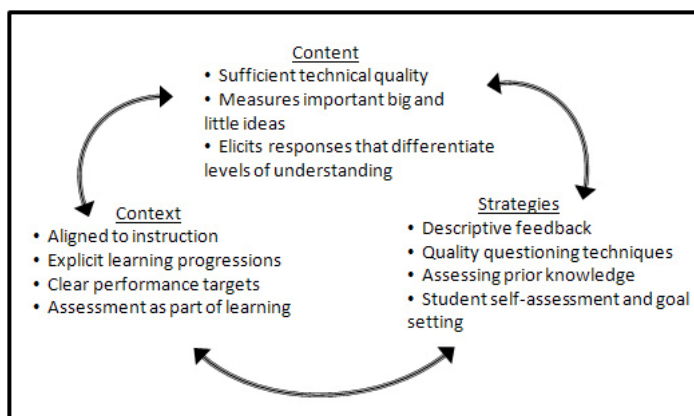 Content
• Sufficient technical quality
• Measures important big and
little ideas
• Elicits responses that differentiate
levels of understanding
Context
• Aligned to instruction
• Explicit learning progressions
• Clear performance targets
• Assessment as part of learning
Strategies
• Descriptive feedback
• Quality questioning techniques
• Assessing prior knowledge
• Student self-assessment and goal
setting